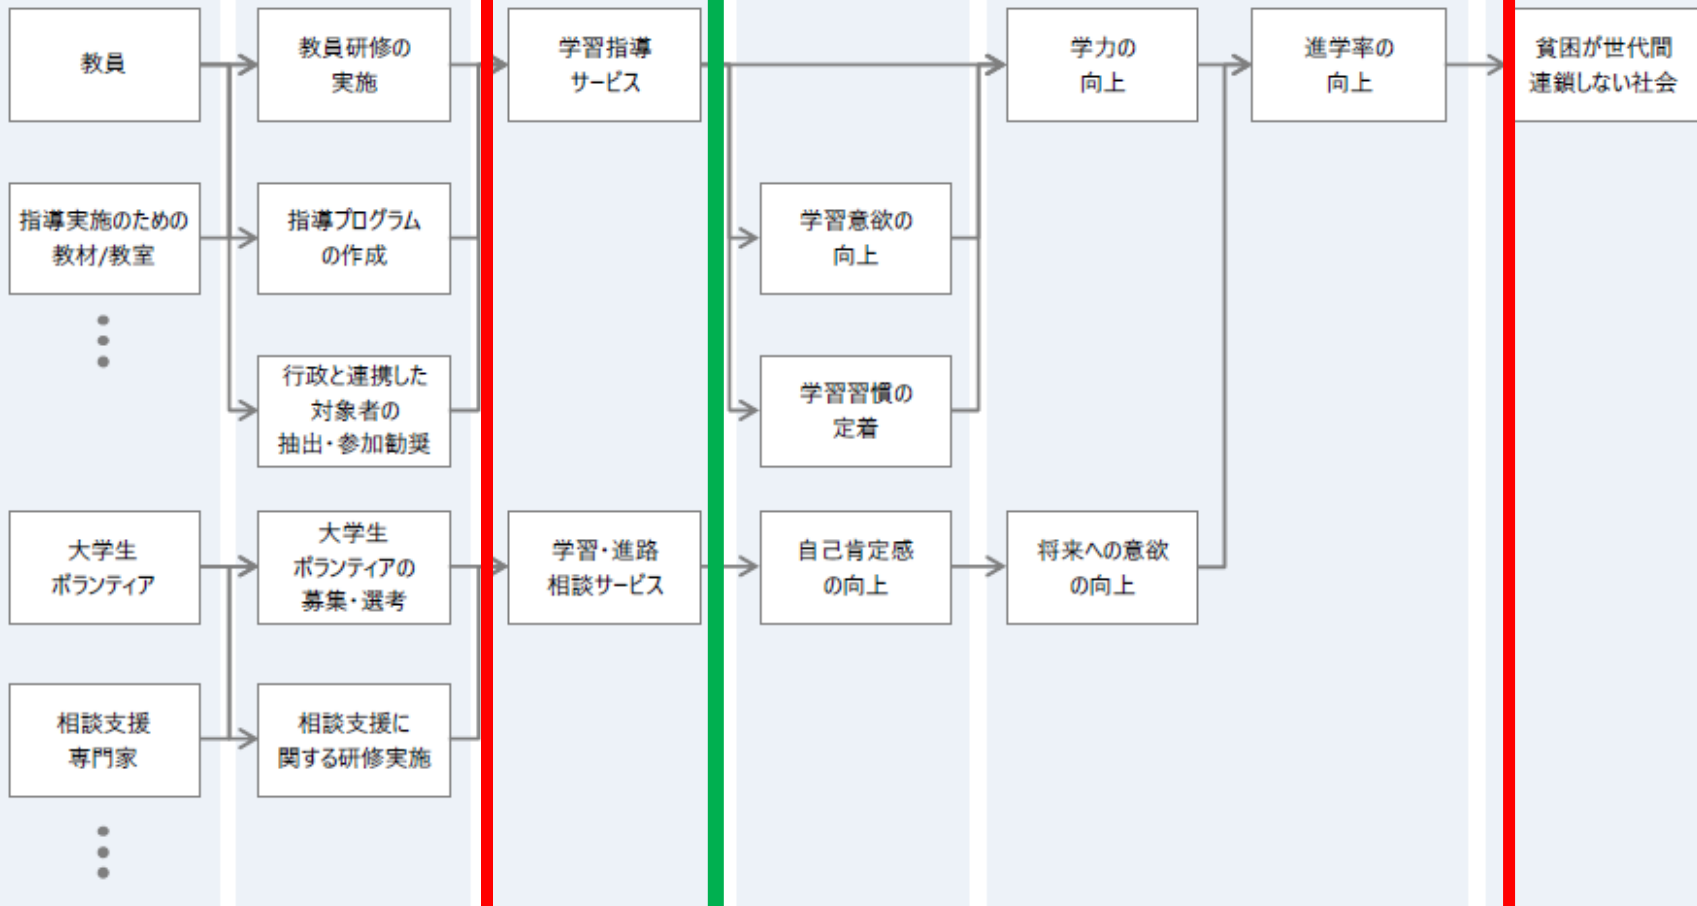 教員
教員研修の
実施
学習指導
サービス
学力の
向上
進学率の
向上
貧困が世代間
連鎖しない社会
指導実施のための
教材/教室
指導プログラム
の作成
学習意欲の
向上
行政と連携した
対象者の
抽出・参加勧奨
学習習慣の
定着
大学生
ボランティア
大学生
ボランティアの
募集・選考
学習・進路
相談サービス
自己肯定感
の向上
将来への意欲
の向上
相談支援
専門家
相談支援に
関する研修実施